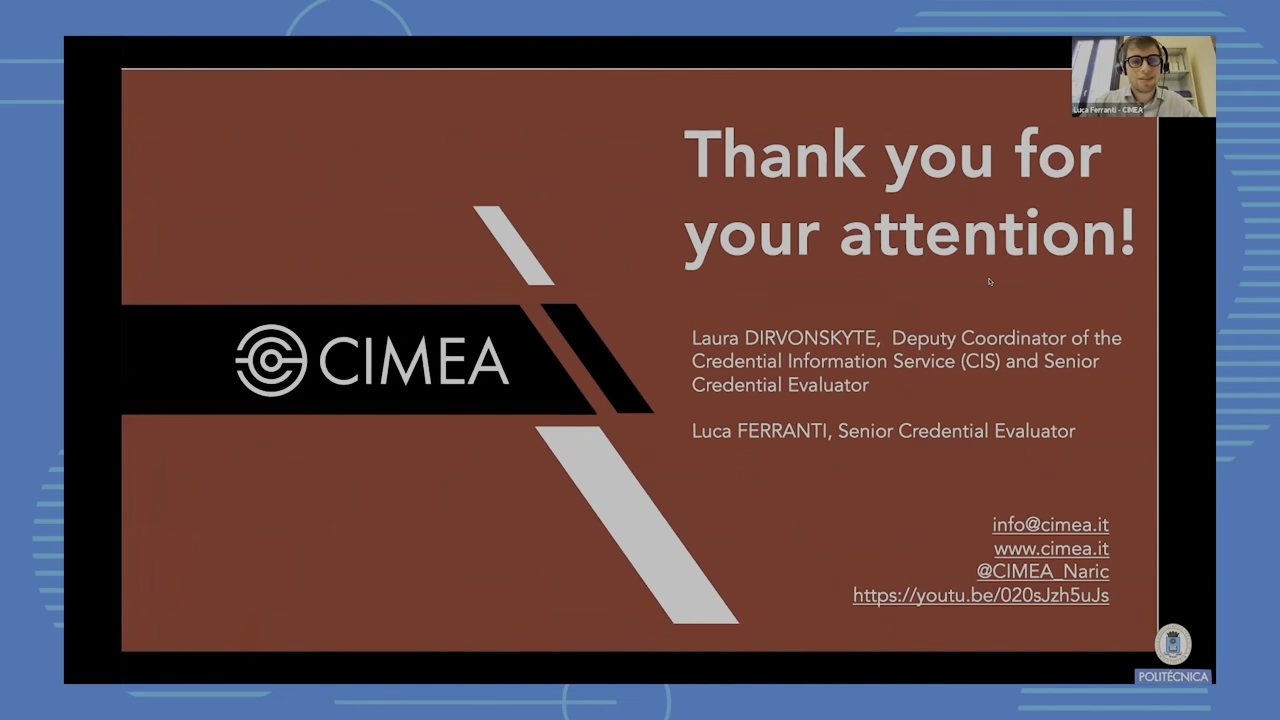 Luca Ferranti - CIMEA
Thank you for
your attention!
CIMEA
Laura DIRVONSKYTE, Deputy Coordinator of the
Credential Information Service (CIS) and Senior
Credential Evaluator
Luca FERRANTI, Senior Credential Evaluator
info@cimea.it
www.cimea.it
@CIMEA_Naric
https://youtu.be/020sJzh5uJs
POLITÉCNICA